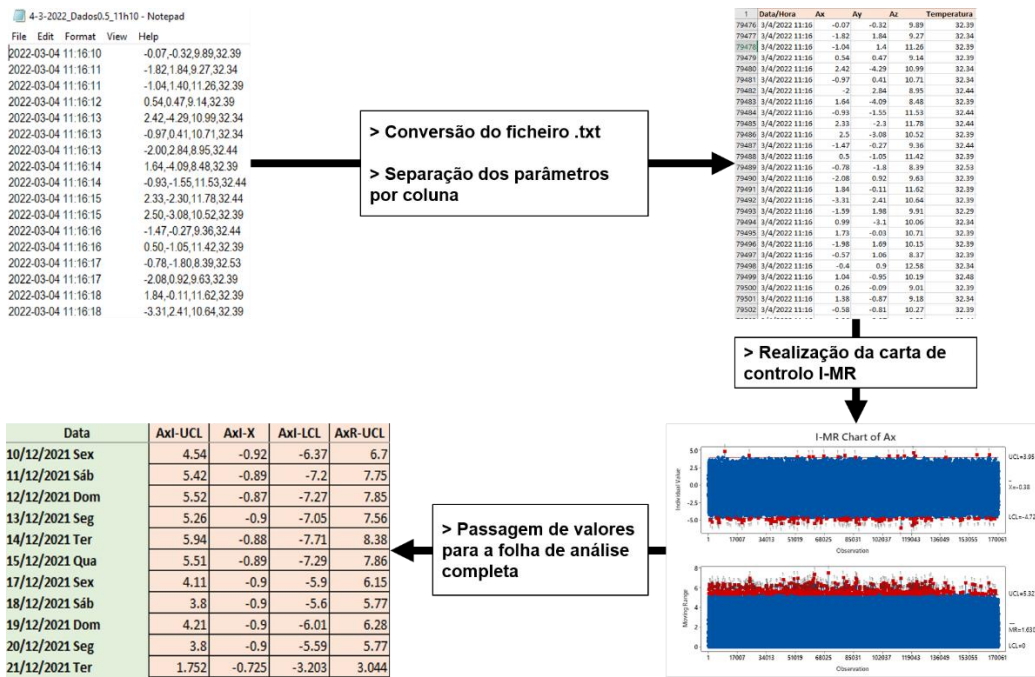 4-3-2022_Dados0.5_11h10 - Notepad
File Edit Format View Help
2022-03-04 11:16:10 -0.07,-0.32,9.89,32.39
2022-03-04 11:16:11 -1.82,1.84,9.27,32.34
2022-03-04 11:16:11 -1.04,1.40,11.26,32.39
2022-03-04 11:16:12 0.54,0.47,9.14,32.39
2022-03-04 11:16:13 2.42,-4.29,10.99,32.34
2022-03-04 11:16:13 -0.97,0.41,10.71,32.34
2022-03-04 11:16:13 -2.00,2.84,8.95,32.44
2022-03-04 11:16:14 1.64,-4.09,8.48,32.39
2022-03-04 11:16:14 -0.93,-1.55,11.53,32.44
2022-03-04 11:16:15 2.33,-2.30,11.78,32.44
2022-03-04 11:16:15 2.50,-3.08,10.52,32.39
2022-03-04 11:16:16 -1.47,-0.27,9.36,32.44
2022-03-04 11:16:16 0.50,-1.05,11.42,32.39
2022-03-04 11:16:17 -0.78,-1.80,8.39,32.53
2022-03-04 11:16:17 -2.08,0.92,9.63,32.39
2022-03-04 11:16:18 1.84,-0.11,11.62,32.39
2022-03-04 11:16:18 -3.31,2.41,10.64,32.39
> Conversão do ficheiro .txt
> Separação dos parâmetros
por coluna
1 Data/Hora Ax Ay Az Temperatura
79476 3/4/2022 11:16 -0.07 -0.32 9.89 32.39
79477 3/4/2022 11:16 -1.82 1.84 9.27 32.34
79478 3/4/2022 11:16 -1.04 1.4 11.26 32.39
79479 3/4/2022 11:16 0.54 0.47 9.14 32.39
79480 3/4/2022 11:16 2.42 -4.29 10.99 32.34
79481 3/4/2022 11:16 -0.97 0.41 10.71 32.34
79482 3/4/2022 11:16 -2 2.84 8.95 32.44
79483 3/4/2022 11:16 1.64 -4.09 8.48 32.39
79484 3/4/2022 11:16 -0.93 -1.55 11.53 32.44
79485 3/4/2022 11:16 2.33 -2.3 11.78 32.44
79486 3/4/2022 11:16 2.5 -3.08 10.52 32.39
79487 3/4/2022 11:16 -1.47 -0.27 9.36 32.44
79488 3/4/2022 11:16 0.5 -1.05 11.42 32.39
79489 3/4/2022 11:16 -0.78 -1.8 8.39 32.53
79490 3/4/2022 11:16 -2.08 0.92 9.63 32.39
79491 3/4/2022 11:16 1.84 -0.11 11.62 32.39
79492 3/4/2022 11:16 -3.31 2.41 10.64 32.39
79493 3/4/2022 11:16 -1.59 1.98 9.91 32.29
79494 3/4/2022 11:16 0.99 -3.1 10.06 32.34
79495 3/4/2022 11:16 1.73 -0.03 10.71 32.39
79496 3/4/2022 11:16 -1.98 1.69 10.15 32.39
79497 3/4/2022 11:16 -0.57 1.06 8.37 32.39
79498 3/4/2022 11:16 -0.4 0.9 12.58 32.34
79499 3/4/2022 11:16 1.04 -0.95 10.19 32.48
79500 3/4/2022 11:16 0.26 -0.09 9.01 32.39
79501 3/4/2022 11:16 1.38 -0.87 9.18 32.34
79502 3/4/2022 11:16 -0.58 -0.81 10.27 32.39
> Realização da carta de
controlo I-MR
I-MR Chart of Ax
Individual Value
5.0
2.5
0.0
-2.5
-5.0
1 17007 34013 51019 68025 85031 102037 119043 136049 153055 170061
Observation
LCL=-4.72
Moving Range
8
6
4
2
0
1 17007 34013 51019 68025 85031 102037 119043 136049 153055 170061
Observation
LCL=0
> Passagem de valores
para a folha de análise
completa
Data AxI-UCL AxI-X AxI-LCL AxR-UCL
10/12/2021 Sex 4.54 -0.92 -6.37 6.7
11/12/2021 Sáb 5.42 -0.89 -7.2 7.75
12/12/2021 Dom 5.52 -0.87 -7.27 7.85
13/12/2021 Seg 5.26 -0.9 -7.05 7.56
14/12/2021 Ter 5.94 -0.88 -7.71 8.38
15/12/2021 Qua 5.51 -0.89 -7.29 7.86
17/12/2021 Sex 4.11 -0.9 -5.9 6.15
18/12/2021 Sáb 3.8 -0.9 -5.6 5.77
19/12/2021 Dom 4.21 -0.9 -6.01 6.28
20/12/2021 Seg 3.8 -0.9 -5.59 5.77
21/12/2021 Ter 1.752 -0.725 -3.203 3.044